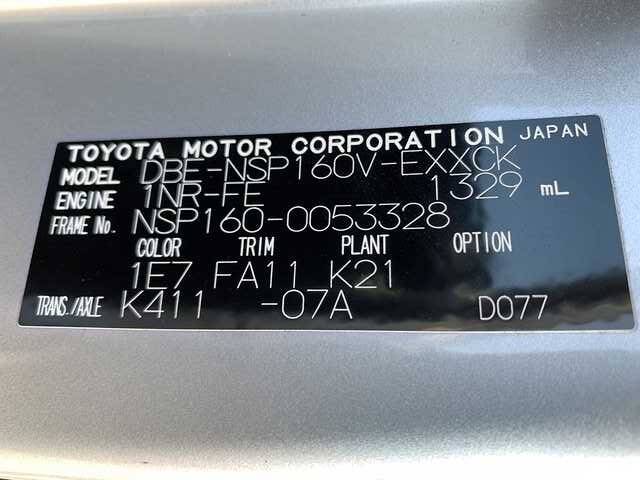 TOYOTA MOTOR CORPORATION JAPAN
MODEL DBE-NSP160V-EXXCK
ENGINE 1NR-FE 1329 mL
FRAME No. NSP160-0053328
COLOR TRIM PLANT OPTION
1E7 FA11 K21
TRANS./AXLE K411 -07A D077